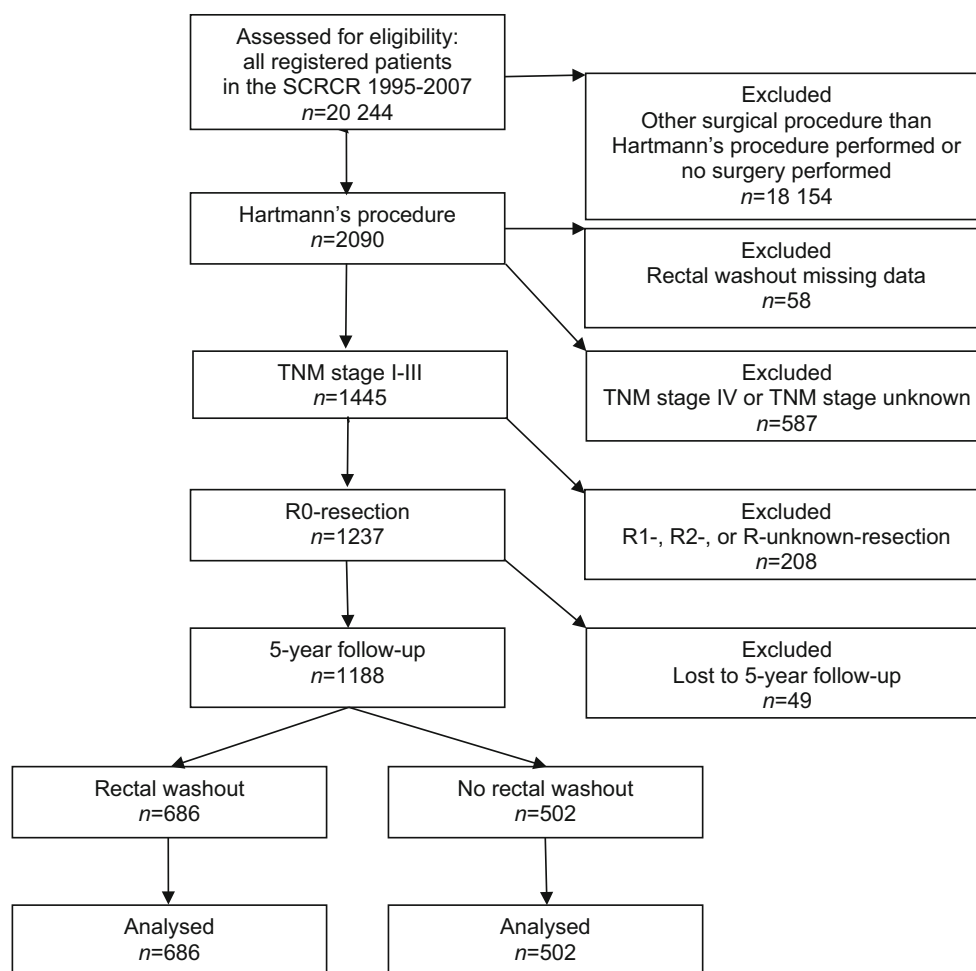 Assessed for eligibility:
all registered patients
in the SCRCR 1995-2007
n=20 244
Excluded
Other surgical procedure than
Hartmann's procedure performed or
no surgery performed
n=18 154
Hartmann's procedure
n=2090
Excluded
Rectal washout missing data
n=58
Excluded
TNM stage IV or TNM stage unknown
n=587
TNM stage I-III
n=1445
Excluded
R1-, R2-, or R-unknown-resection
n=208
R0-resection
n=1237
Excluded
Lost to 5-year follow-up
n=49
5-year follow-up
n=1188
Rectal washout
n=686
No rectal washout
n=502
Analysed
n=686
Analysed
n=502